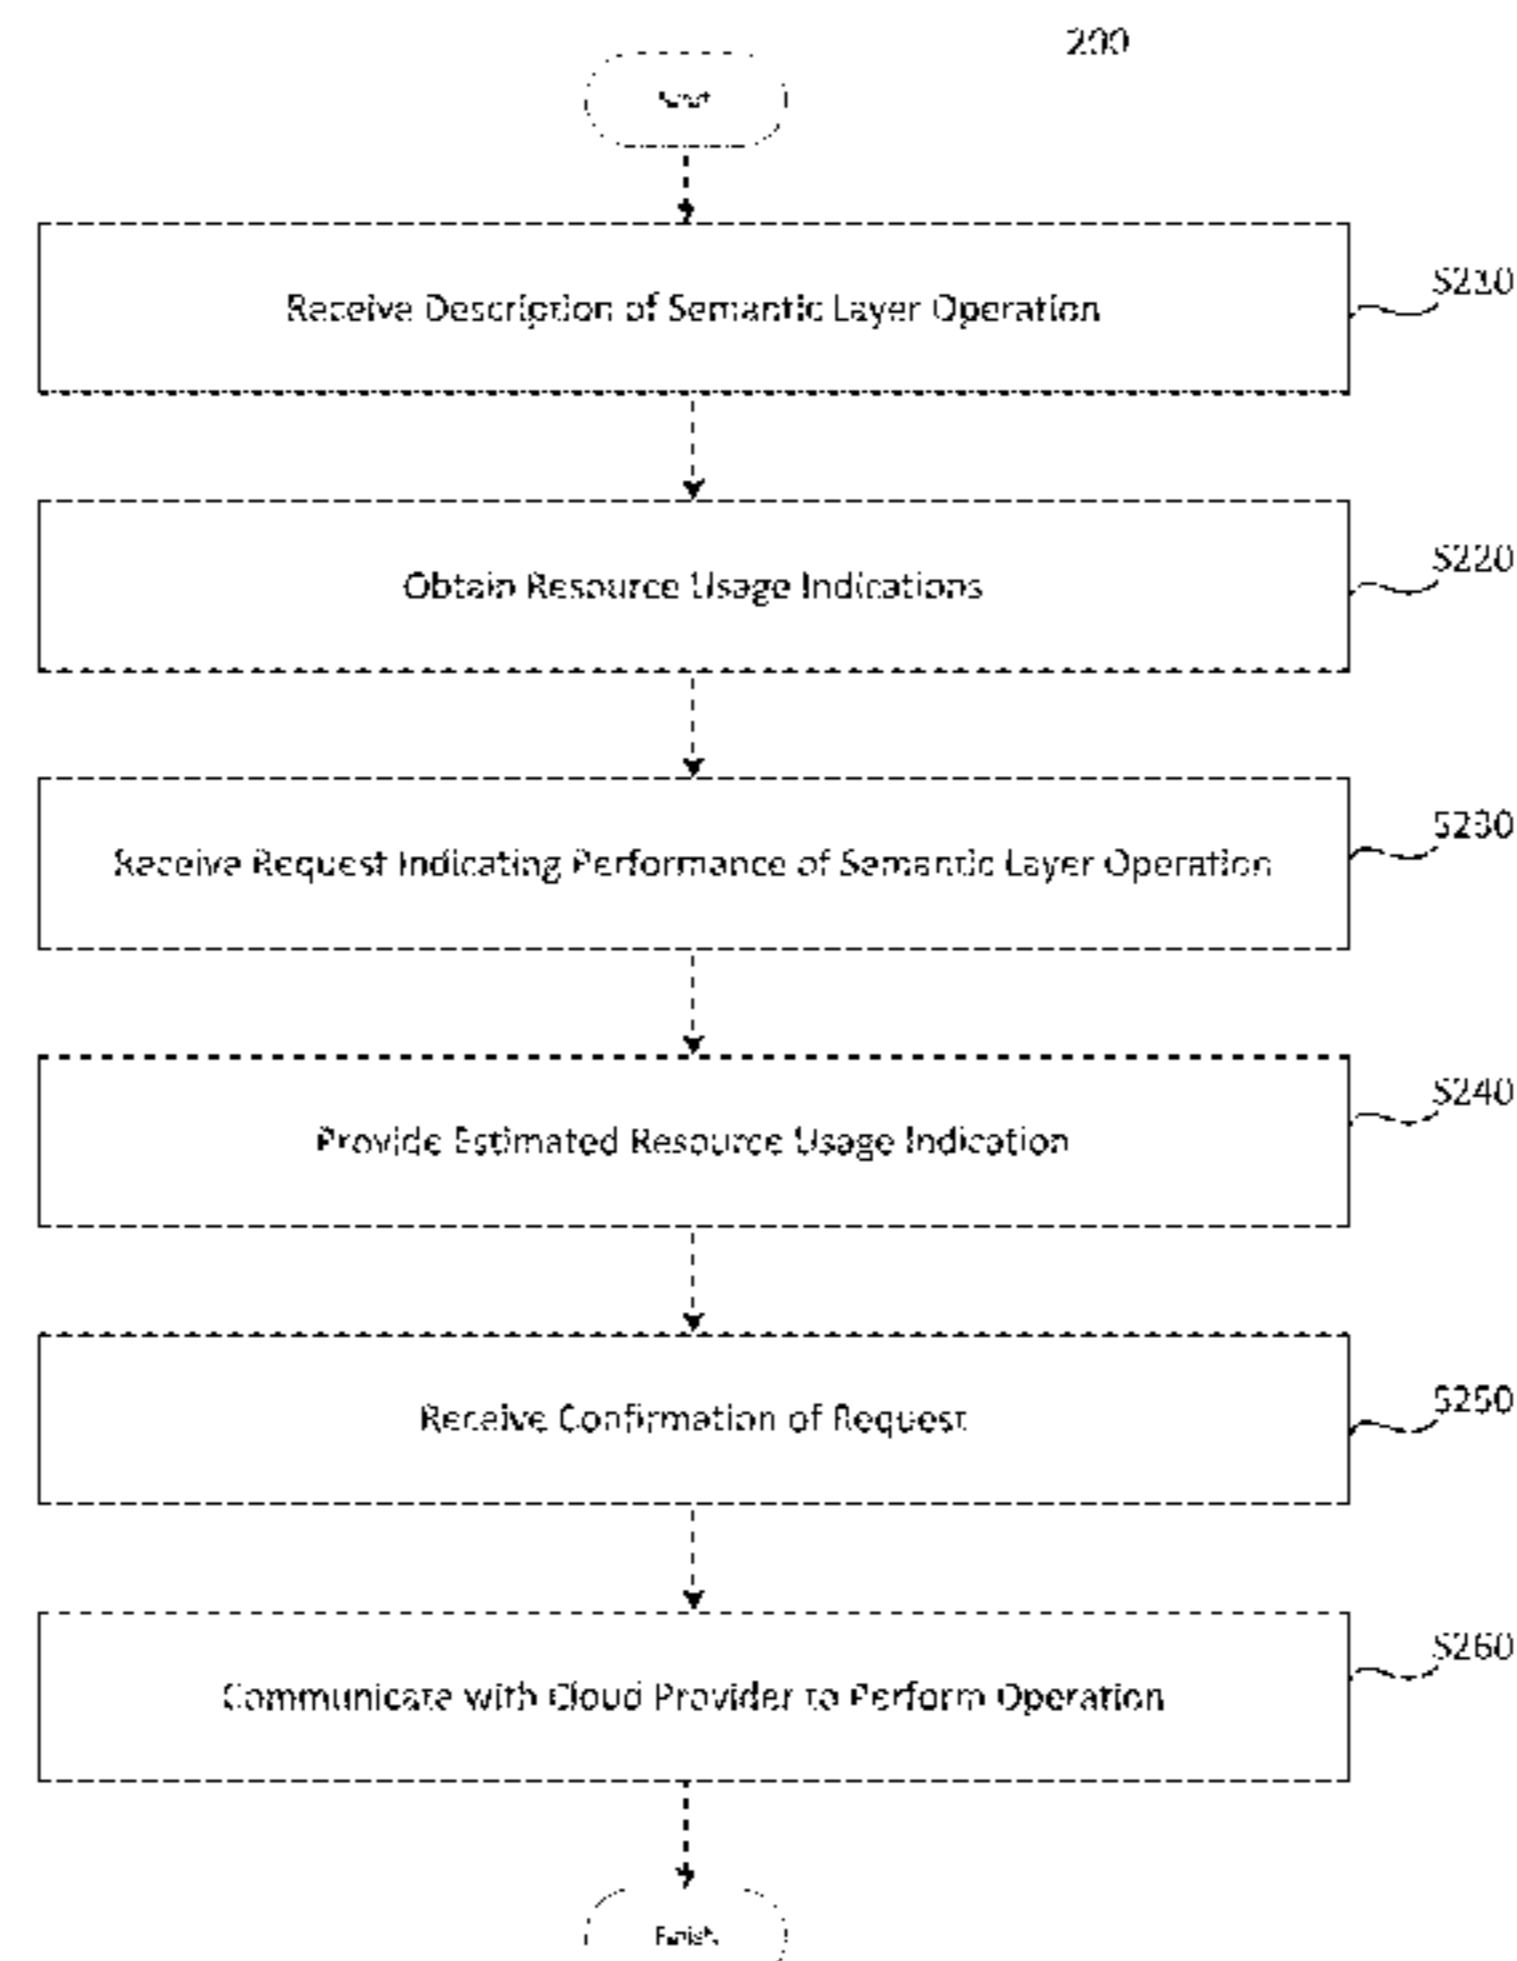 200
Start
Receive Description of Semantic Layer Operation
S210
Obtain Resource Usage Indications
S220
Receive Request Indicating Performance of Semantic Layer Operation
S230
Provide Estimated Resource Usage Indication
S240
Receive Confirmation of Request
S250
Communicate with Cloud Provider to Perform Operation
S260
Finish